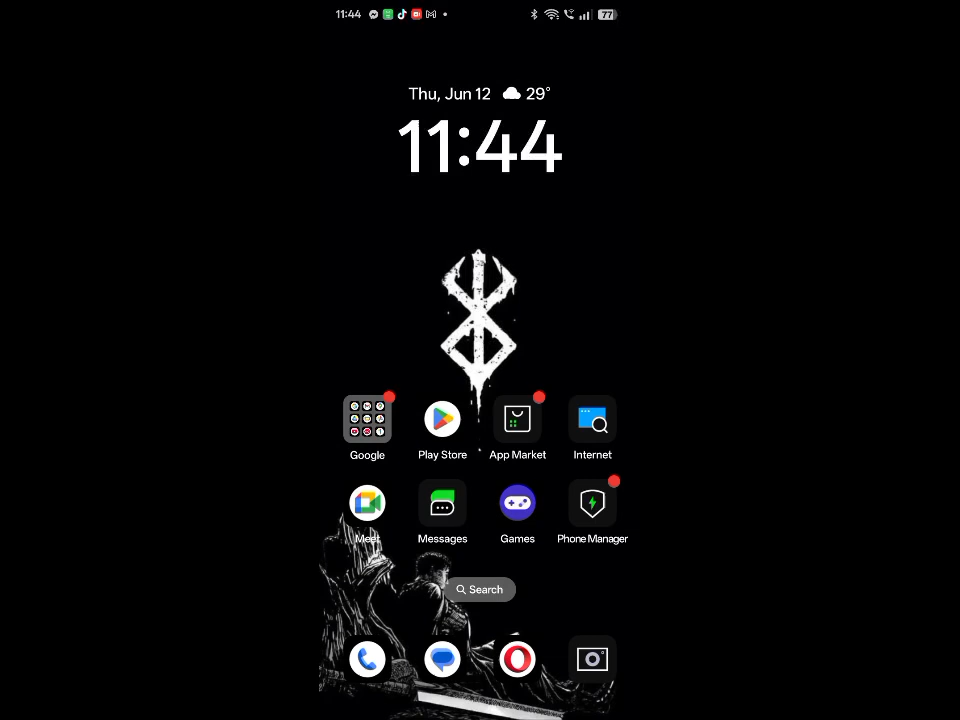 11:44 77
Thu, Jun 12 29°
11:44
Google Play Store App Market Internet
Meet Messages Games Phone Manager
Search